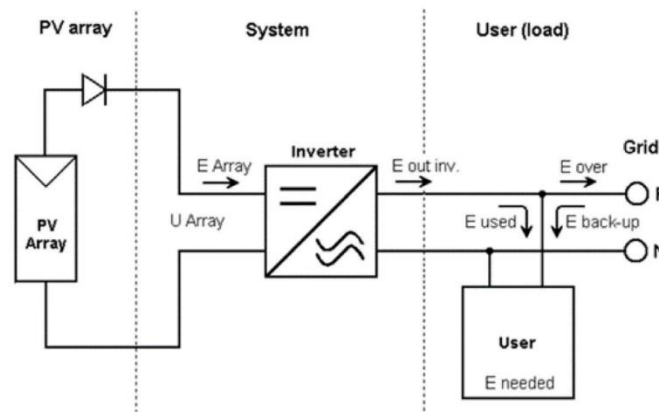 PV array
System
User (load)
Grid
E Array
Inverter
E out inv.
E over
U Array
E used
E back-up
PV
Array
N
User
E needed